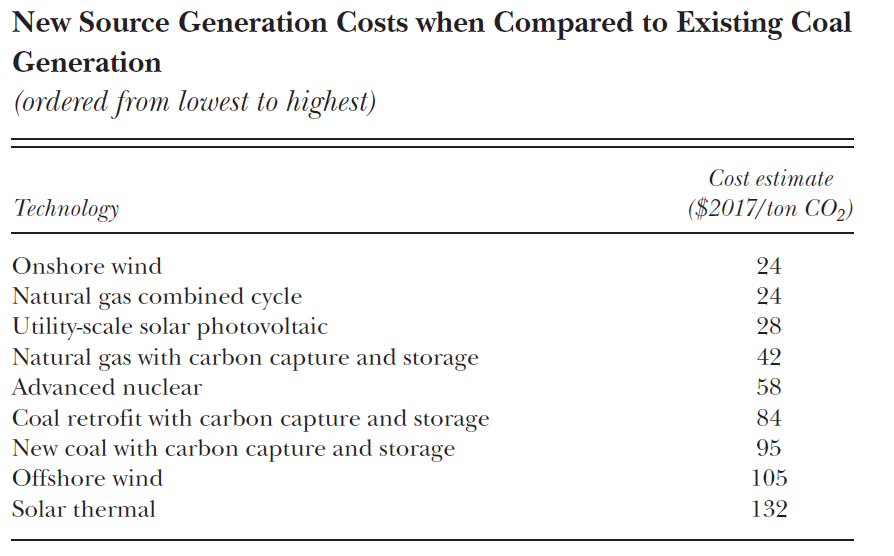 New Source Generation Costs when Compared to Existing Coal
Generation
(ordered from lowest to highest)
Cost estimate
Technology ($2017/ton CO₂)
Onshore wind 24
Natural gas combined cycle 24
Utility-scale solar photovoltaic 28
Natural gas with carbon capture and storage 42
Advanced nuclear 58
Coal retrofit with carbon capture and storage 84
New coal with carbon capture and storage 95
Offshore wind 105
Solar thermal 132